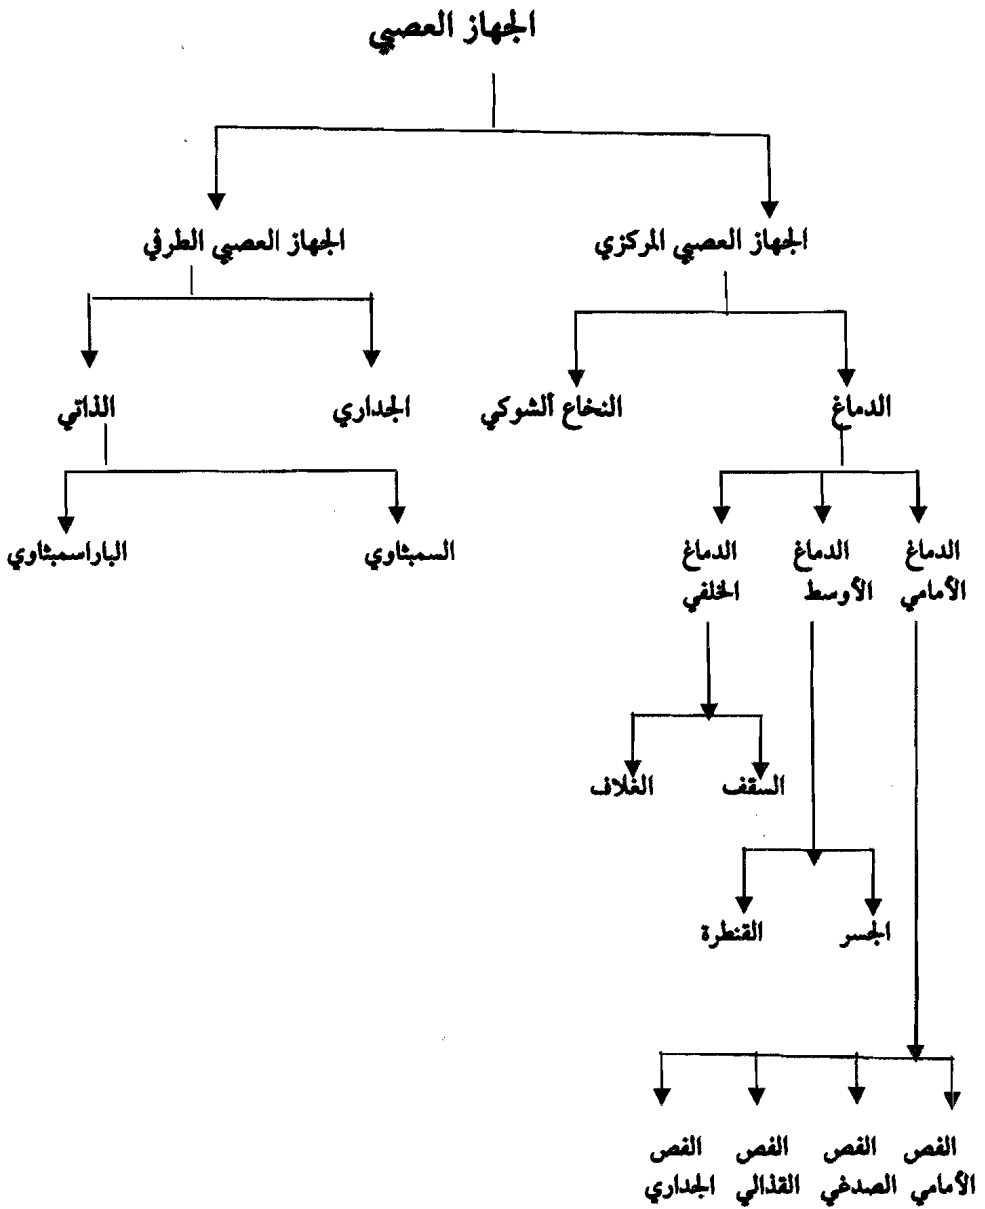 الجهاز العصبي
الجهاز العصبي المركزي
الجهاز العصبي الطرفي
الدماغ
النخاع ألشوكي
الجداري
الذاتي
الدماغ الأمامي
الدماغ الأوسط
الدماغ الخلفي
السمبثاوي
الباراسمبثاوي
السقف
الغلاف
الجسر
القنطرة
الفص الأمامي
الفص الصدغي
الفص القذالي
الفص الجداري